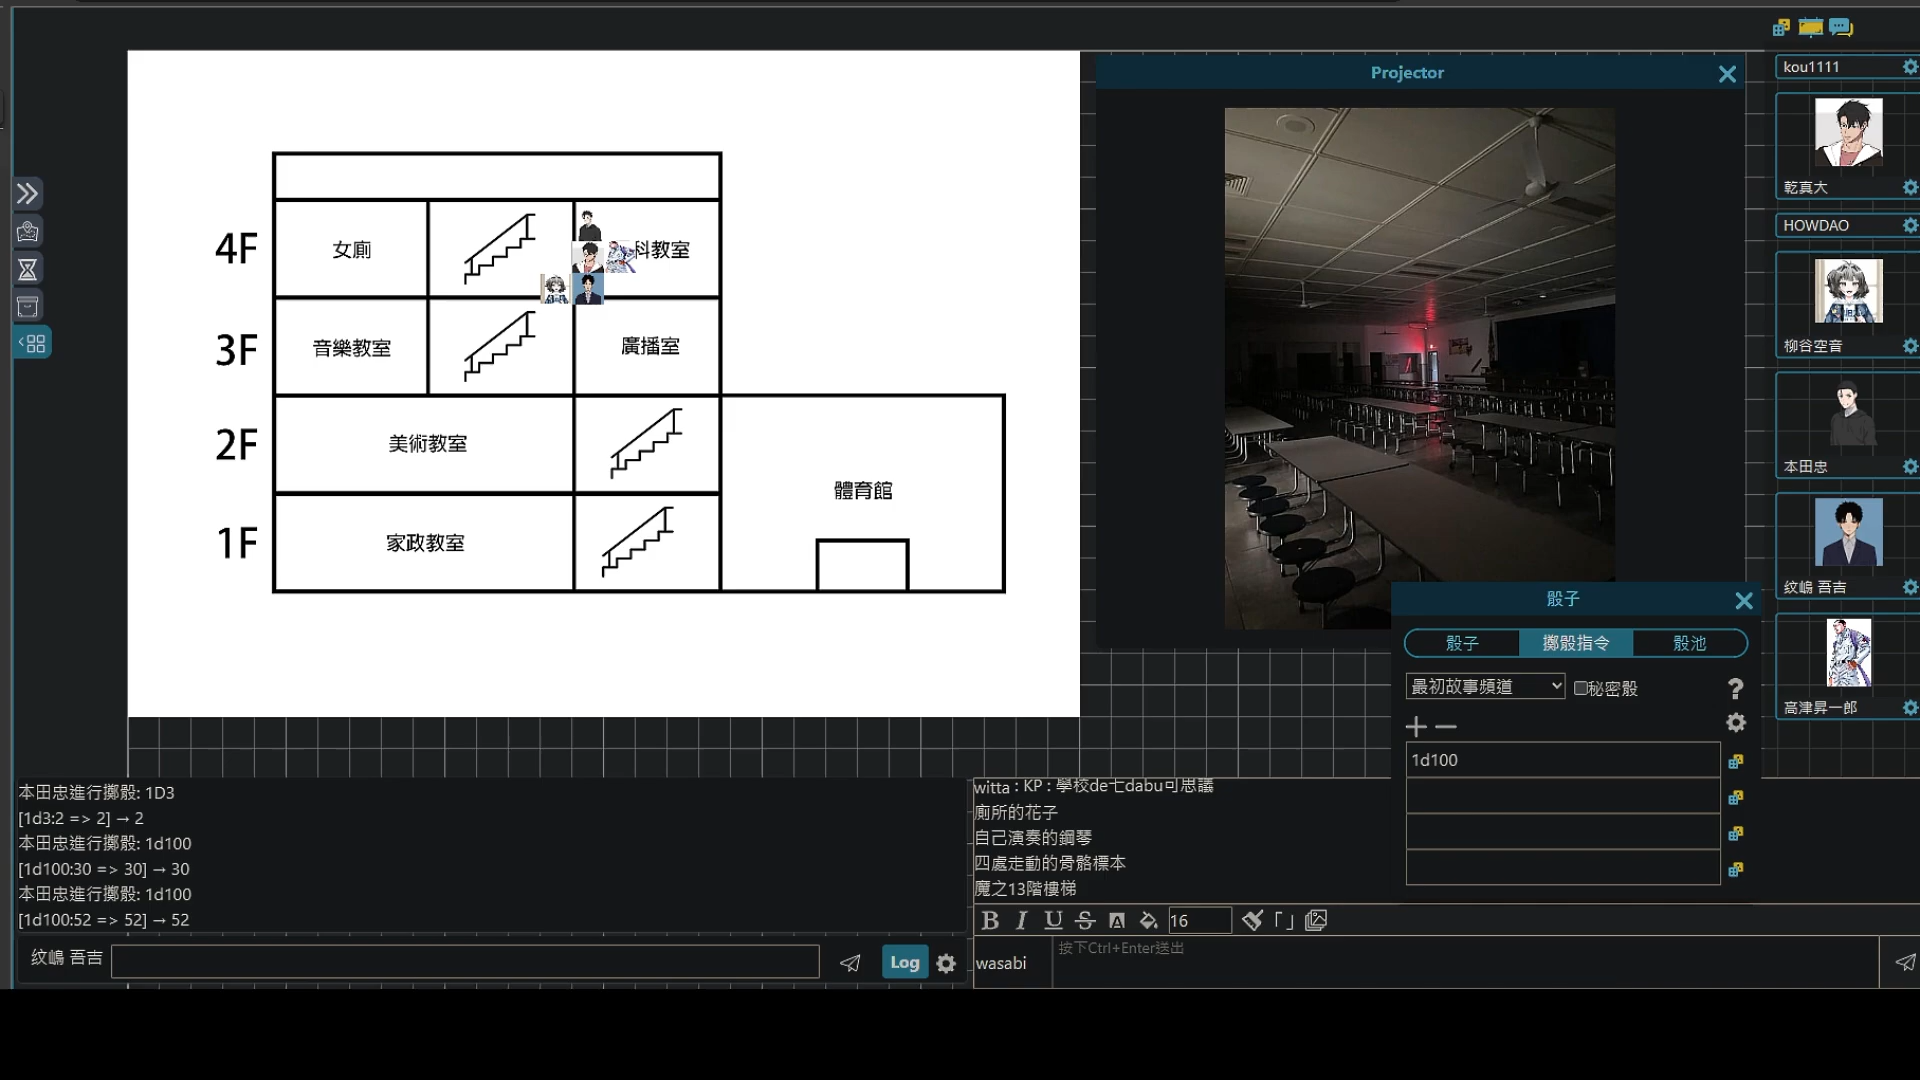 Projector
kou1111
乾真大
HOWDAO
柳谷空音
本田忠
纹嶋 吾吉
高津昇一郎
4F
女廁
科教室
3F
音樂教室
廣播室
2F
美術教室
體育館
1F
家政教室
骰子
骰子
擲骰指令
骰池
最初故事頻道
秘密骰
?
1d100
本田忠進行擲骰: 1D3
[1d3:2 => 2] → 2
本田忠進行擲骰: 1d100
[1d100:30 => 30] → 30
本田忠進行擲骰: 1d100
[1d100:52 => 52] → 52
纹嶋 吾吉
Log
witta : KP : 學校de七dabu可思議
廁所的花子
自己演奏的鋼琴
四處走動的骨骼標本
魔之13階樓梯
B I U S A 16 「」
wasabi
按下Ctrl+Enter送出